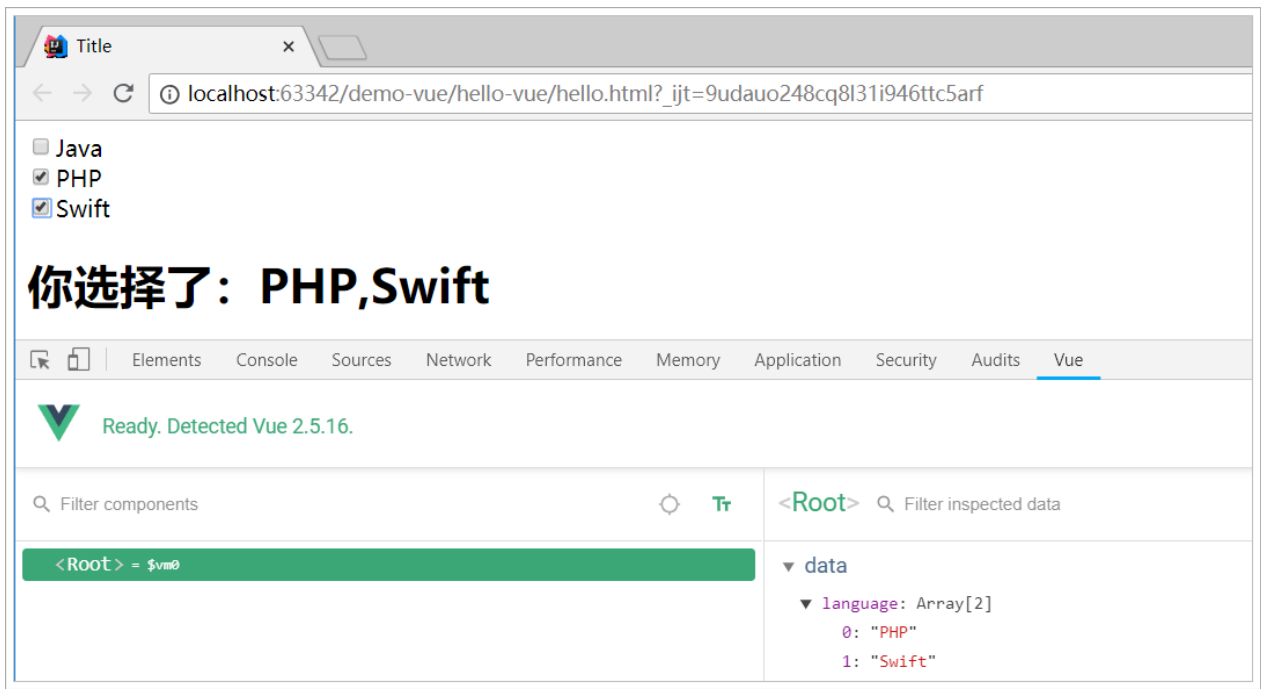 Title
localhost:63342/demo-vue/hello-vue/hello.html?_ijt=9udauo248cq8l31i946ttc5arf
Java
PHP
Swift
你选择了：PHP,Swift
Elements Console Sources Network Performance Memory Application Security Audits Vue
Ready. Detected Vue 2.5.16.
Filter components Tт <Root> Filter inspected data
<Root> = $vm0
data
language: Array[2]
0: "PHP"
1: "Swift"